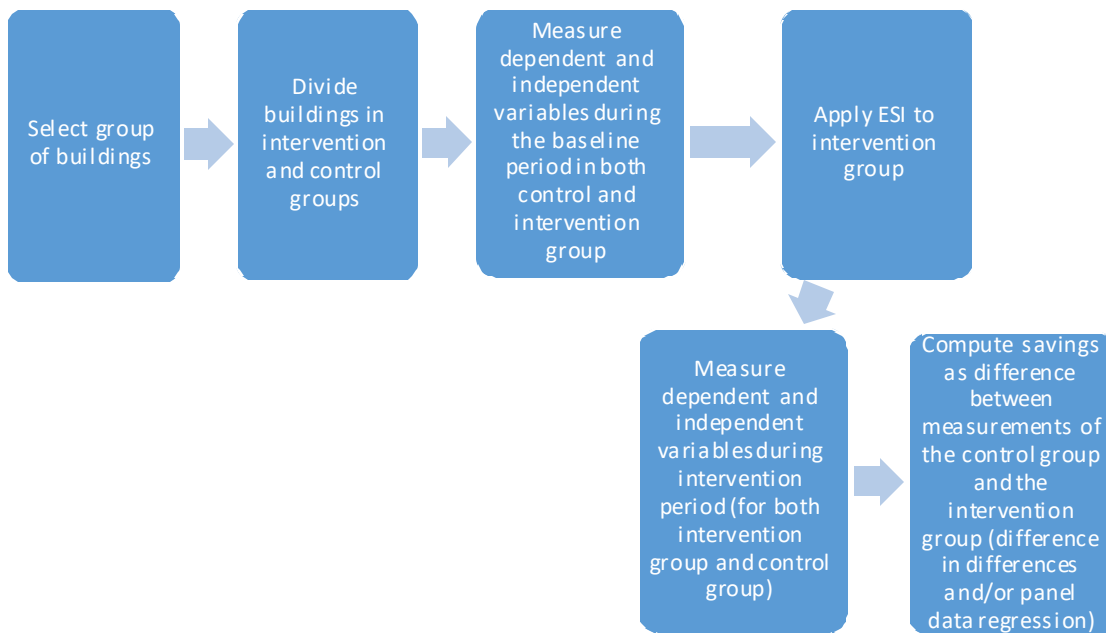 Select group
of buildings
Divide
buildings in
intervention
and control
groups
Measure
dependent and
independent
variables during
the baseline
period in both
control and
intervention
group
Apply ESI to
intervention
group
Measure
dependent and
independent
variables during
intervention
period (for both
intervention
group and control
group)
Compute savings
as difference
between
measurements of
the control group
and the
intervention
group (difference
in differences
and/or panel
data regression)